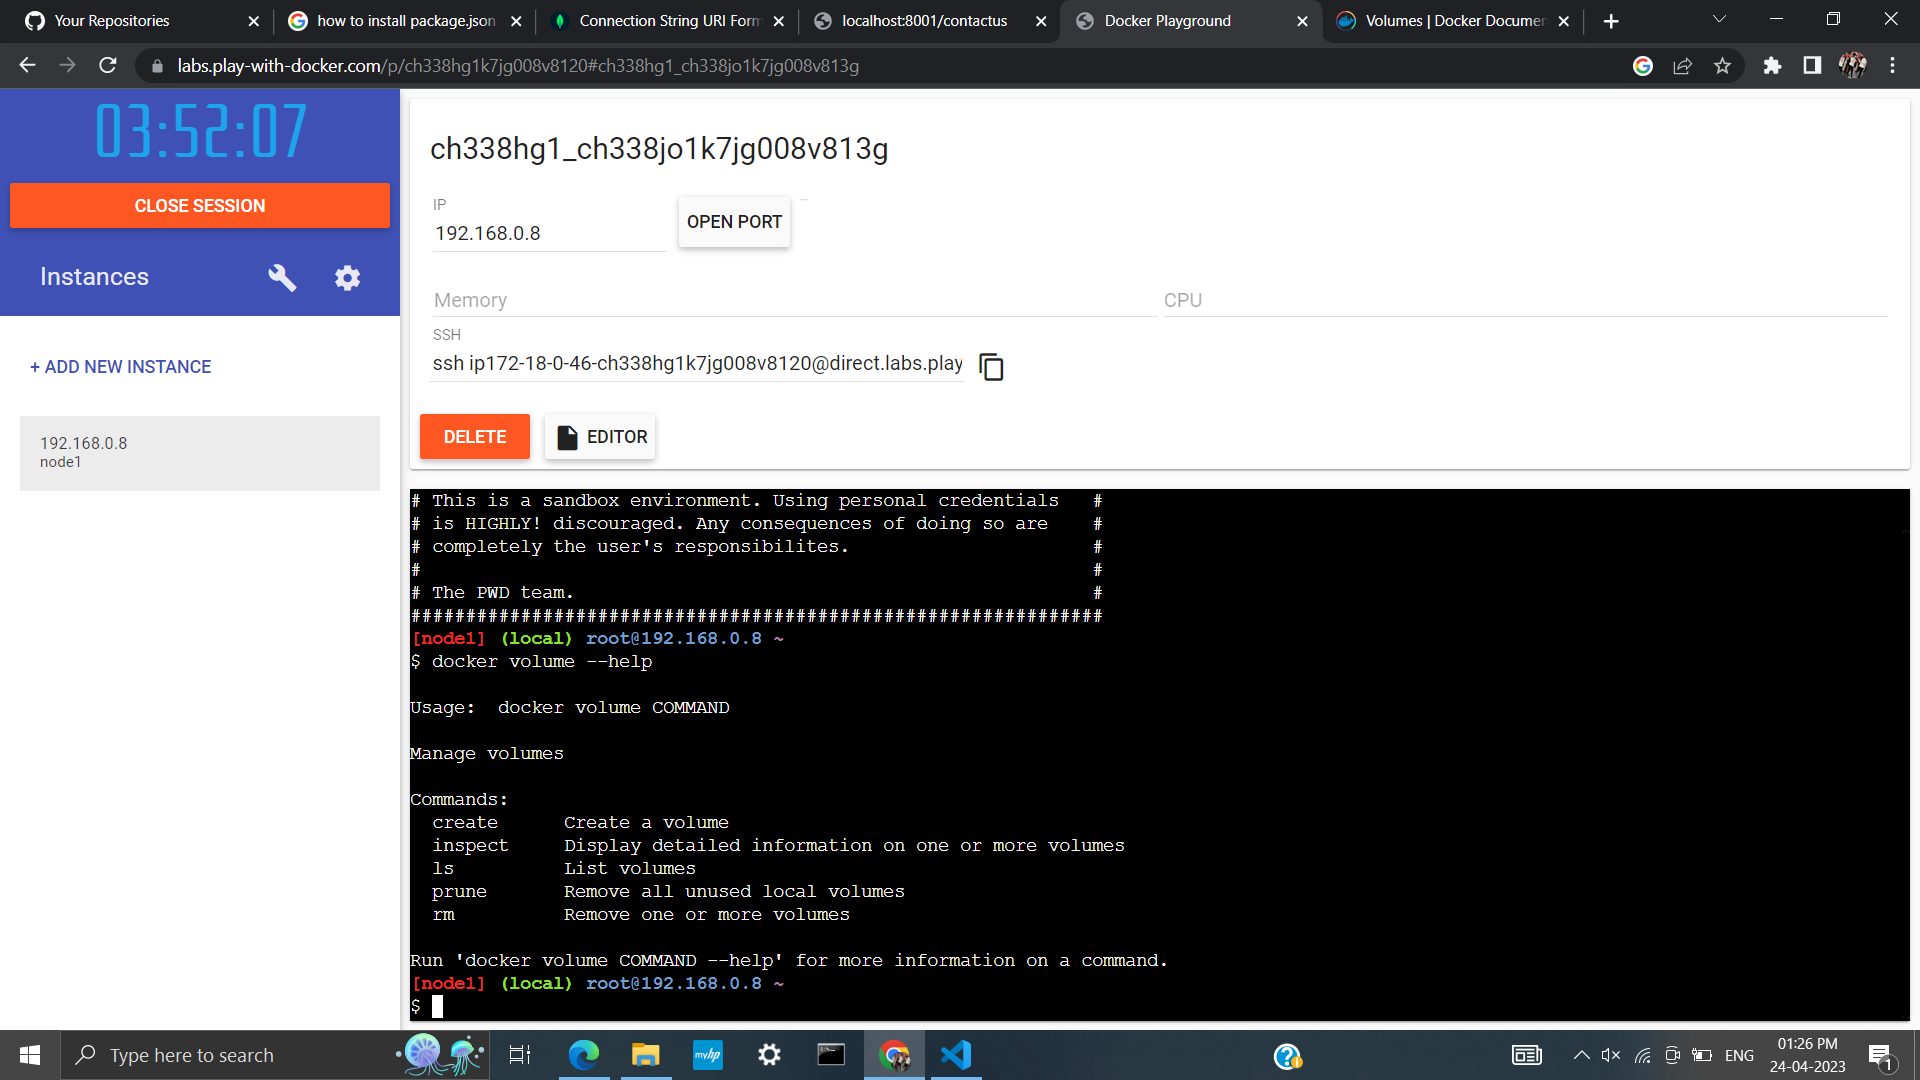 Your Repositories
how to install package.json
Connection String URI Form
localhost:8001/contactus
Docker Playground
Volumes | Docker Documen
labs.play-with-docker.com/p/ch338hg1k7jg008v8120#ch338hg1_ch338jo1k7jg008v813g
03:52:07
CLOSE SESSION
Instances
+ ADD NEW INSTANCE
192.168.0.8
node1
ch338hg1_ch338jo1k7jg008v813g
IP
192.168.0.8
OPEN PORT
Memory
CPU
SSH
ssh ip172-18-0-46-ch338hg1k7jg008v8120@direct.labs.play
DELETE
EDITOR
# This is a sandbox environment. Using personal credentials #
# is HIGHLY! discouraged. Any consequences of doing so are #
# completely the user's responsibilites. #
# #
# The PWD team. #
###############################################################
[node1] (local) root@192.168.0.8 ~
$ docker volume --help
Usage: docker volume COMMAND
Manage volumes
Commands:
create Create a volume
inspect Display detailed information on one or more volumes
ls List volumes
prune Remove all unused local volumes
rm Remove one or more volumes
Run 'docker volume COMMAND --help' for more information on a command.
[node1] (local) root@192.168.0.8 ~
$
Type here to search
myhp
ENG
01:26 PM
24-04-2023
1